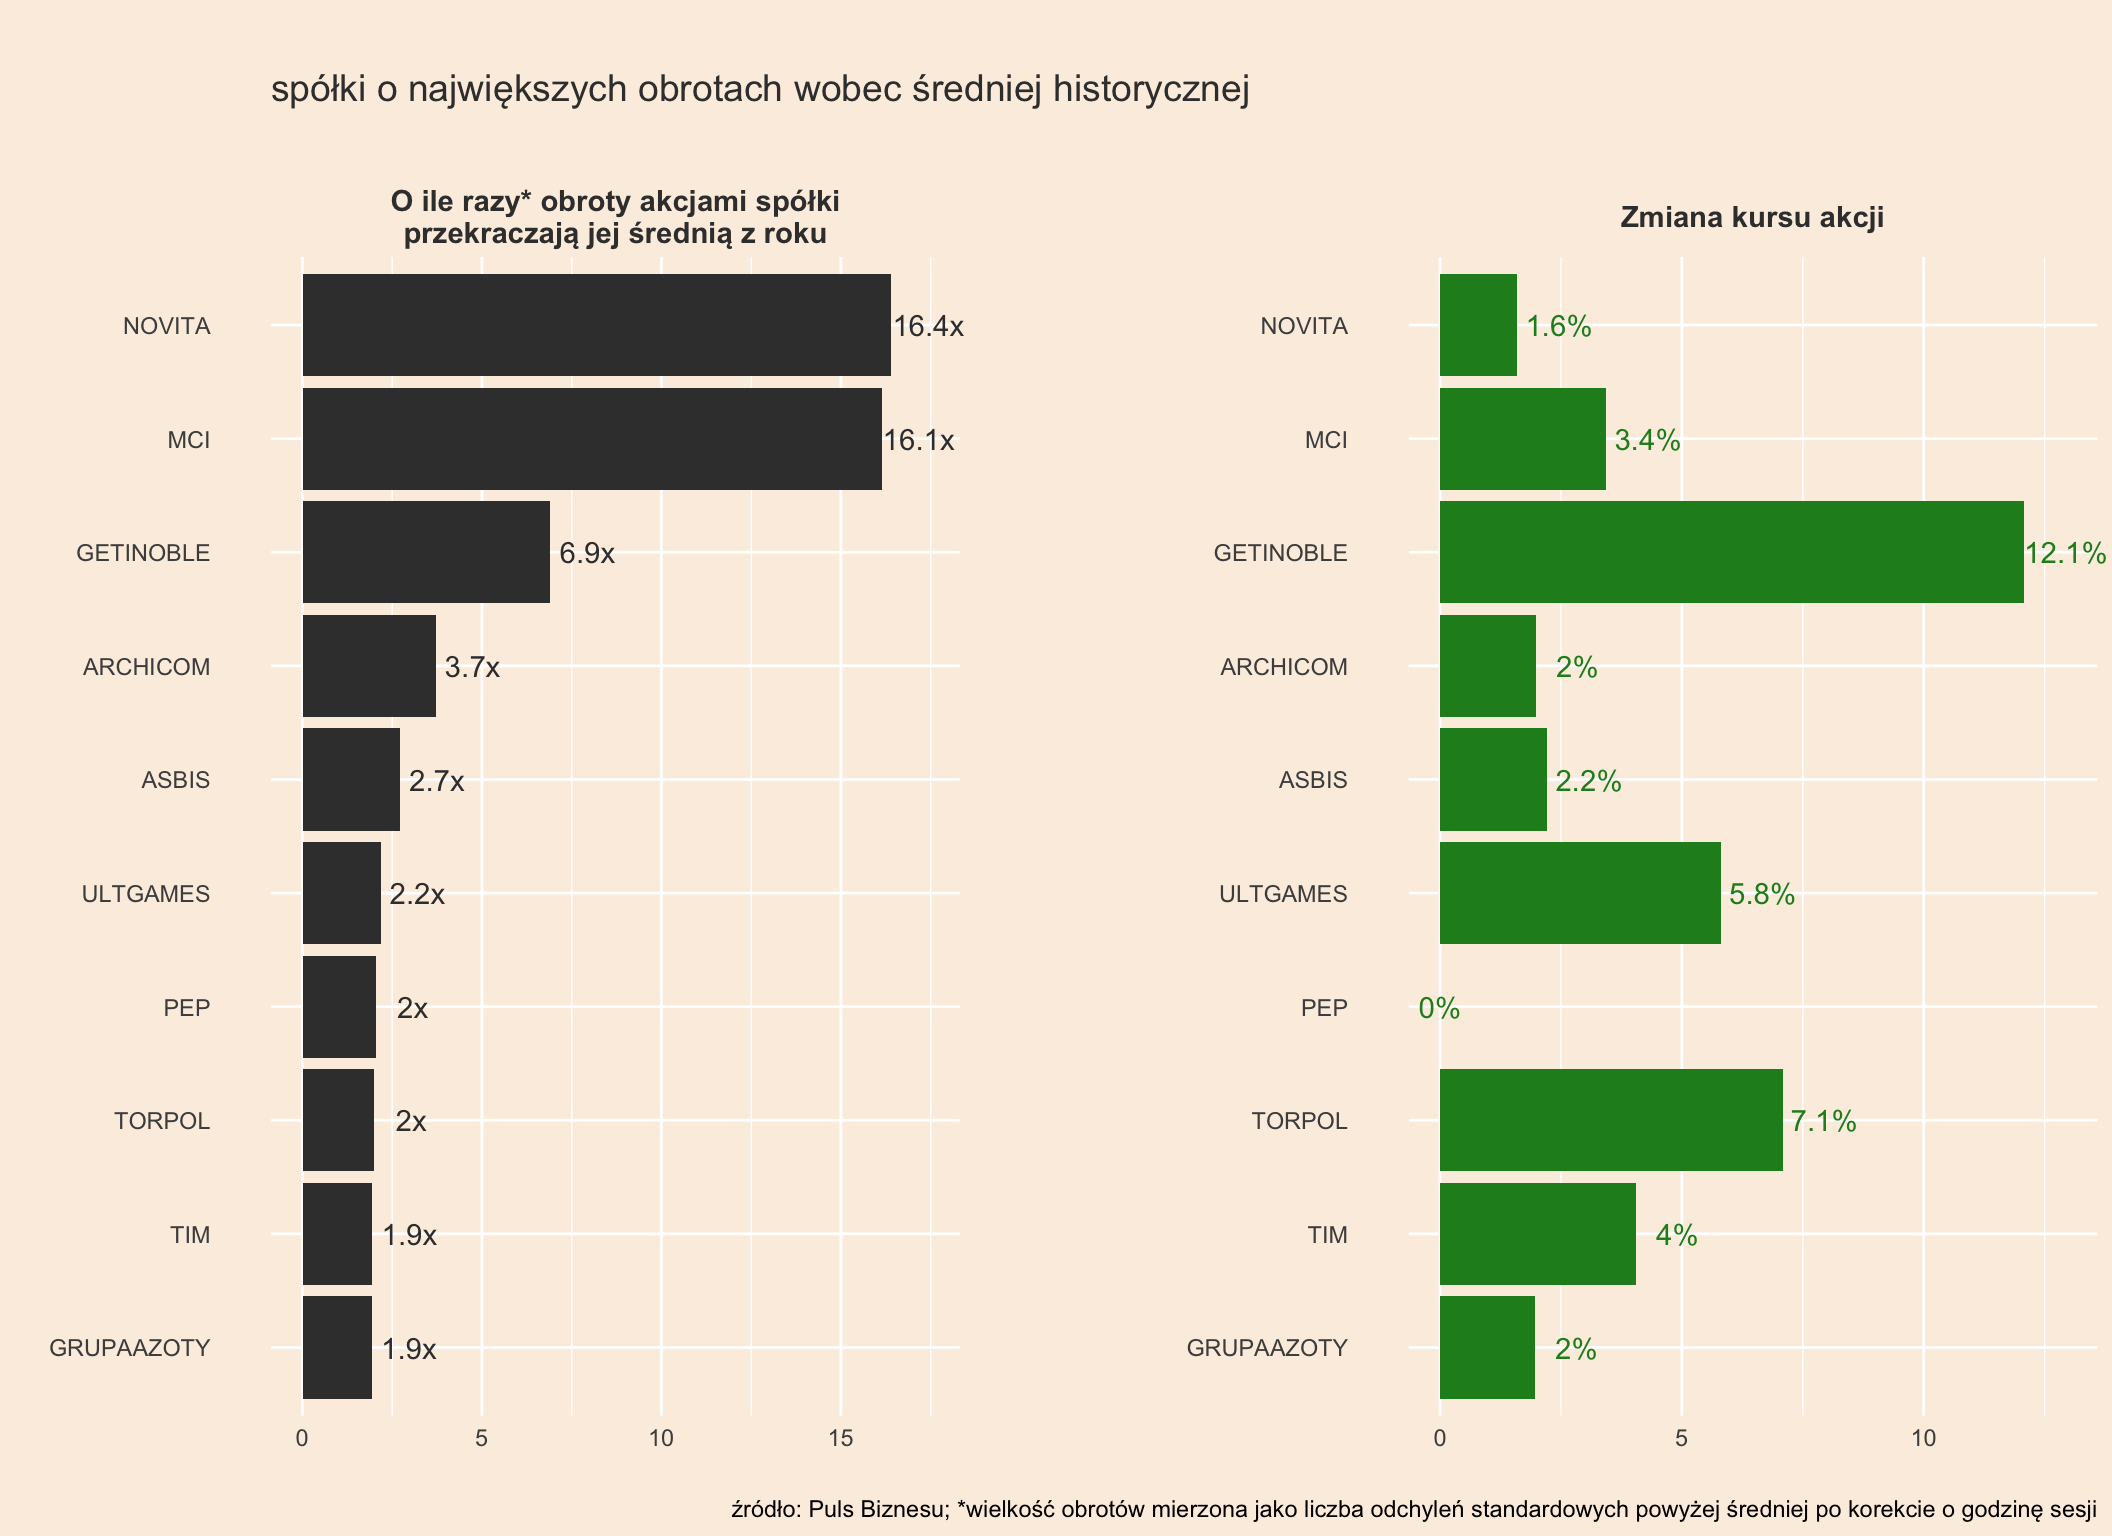 spółki o największych obrotach wobec średniej historycznej
O ile razy* obroty akcjami spółki
przekraczają jej średnią z roku
NOVITA 16.4x
MCI 16.1x
GETINOBLE 6.9x
ARCHICOM 3.7x
ASBIS 2.7x
ULTGAMES 2.2x
PEP 2x
TORPOL 2x
TIM 1.9x
GRUPAAZOTY 1.9x
0 5 10 15
Zmiana kursu akcji
NOVITA 1.6%
MCI 3.4%
GETINOBLE 12.1%
ARCHICOM 2%
ASBIS 2.2%
ULTGAMES 5.8%
PEP 0%
TORPOL 7.1%
TIM 4%
GRUPAAZOTY 2%
0 5 10
źródło: Puls Biznesu; *wielkość obrotów mierzona jako liczba odchyleń standardowych powyżej średniej po korekcie o godzinę sesji